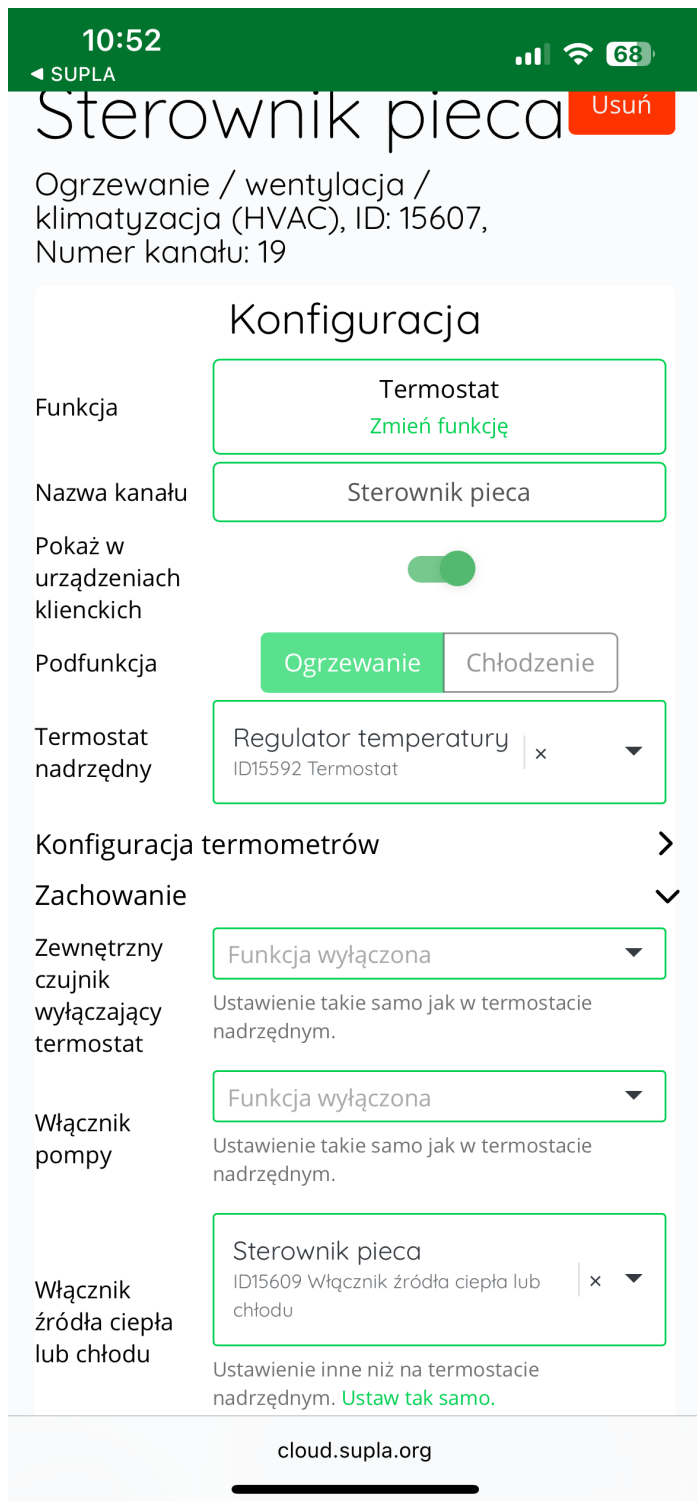 10:52
68
◀ SUPLA
Sterownik pieca
Usuń
Ogrzewanie / wentylacja /
klimatyzacja (HVAC), ID: 15607,
Numer kanału: 19
Konfiguracja
Funkcja
Termostat
Zmień funkcję
Nazwa kanału
Sterownik pieca
Pokaż w
urządzeniach
klienckich
Podfunkcja
Ogrzewanie
Chłodzenie
Termostat
nadrzędny
Regulator temperatury
ID15592 Termostat
×
Konfiguracja termometrów
Zachowanie
Zewnętrzny
czujnik
wyłączający
termostat
Funkcja wyłączona
Ustawienie takie samo jak w termostacie
nadrzędnym.
Włącznik
pompy
Funkcja wyłączona
Ustawienie takie samo jak w termostacie
nadrzędnym.
Włącznik
źródła ciepła
lub chłodu
Sterownik pieca
ID15609 Włącznik źródła ciepła lub
chłodu
×
Ustawienie inne niż na termostacie
nadrzędnym. Ustaw tak samo.
cloud.supla.org